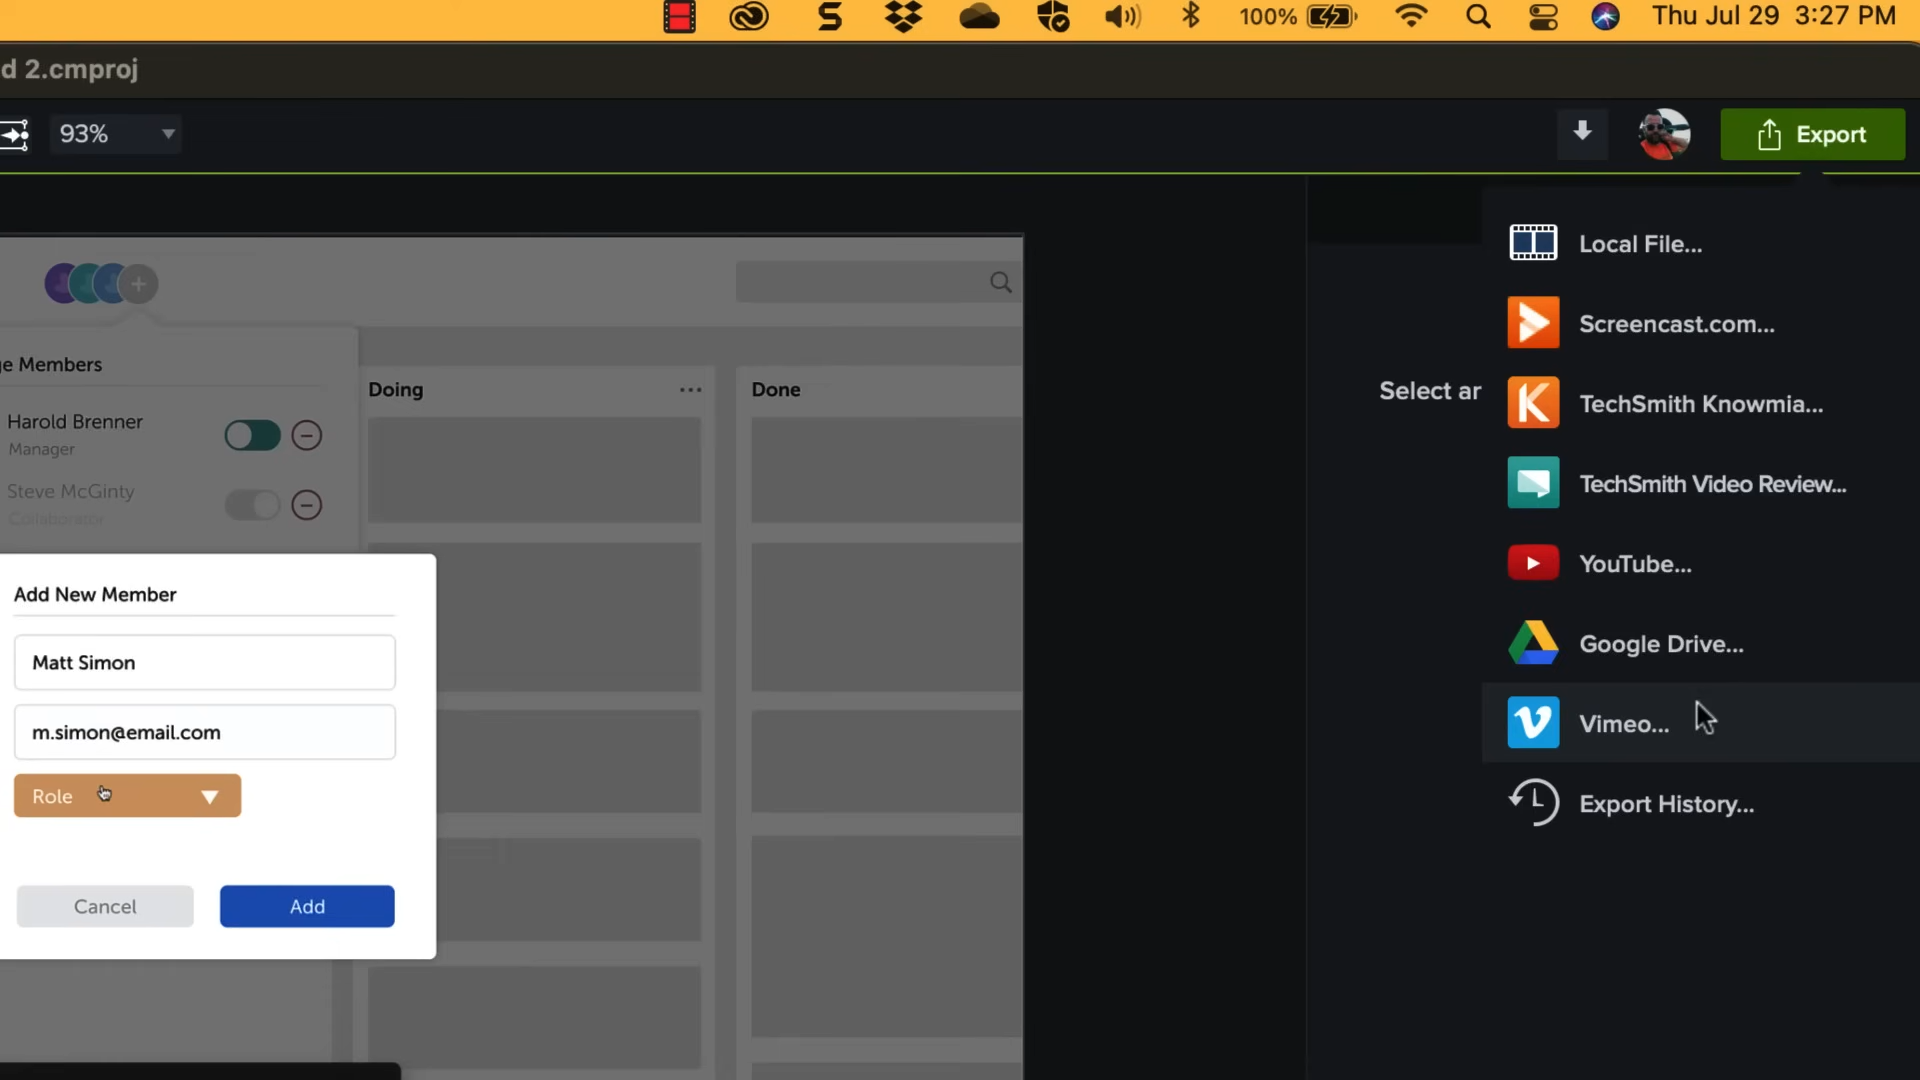 100%
Thu Jul 29 3:27 PM
d 2.cmproj
93%
Export
Local File...
Screencast.com...
TechSmith Knowmia...
TechSmith Video Review...
YouTube...
Google Drive...
Vimeo...
Export History...
Select ar
ge Members
Harold Brenner
Manager
Steve McGinty
Collaborator
Doing
Done
Add New Member
Matt Simon
m.simon@email.com
Role
Cancel
Add